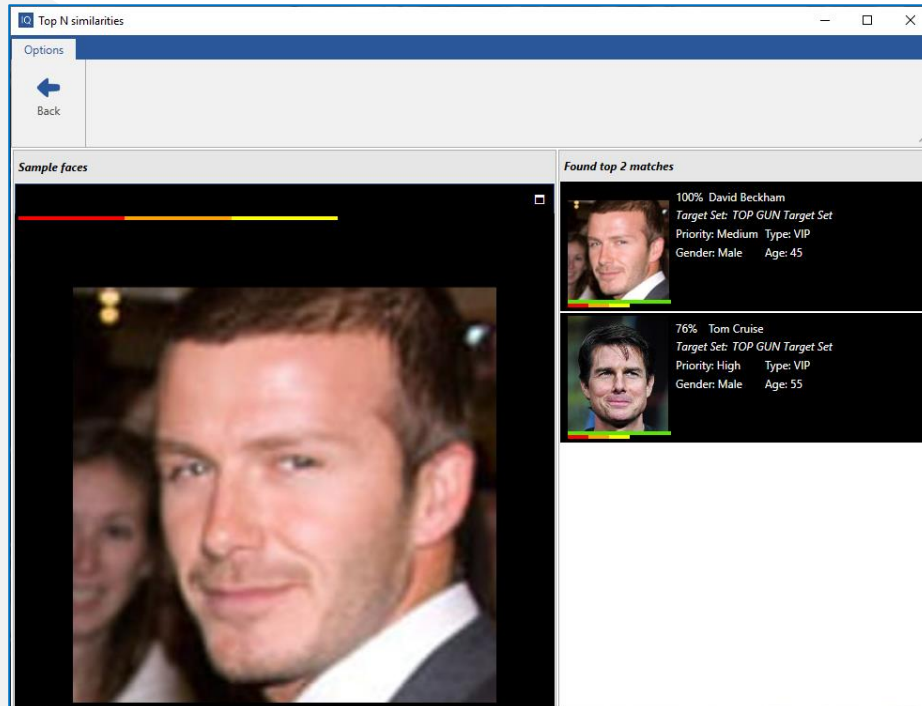 IQ Top N similarities
Options
Back
Sample faces
Found top 2 matches
100% David Beckham
Target Set: TOP GUN Target Set
Priority: Medium Type: VIP
Gender: Male Age: 45
76% Tom Cruise
Target Set: TOP GUN Target Set
Priority: High Type: VIP
Gender: Male Age: 55